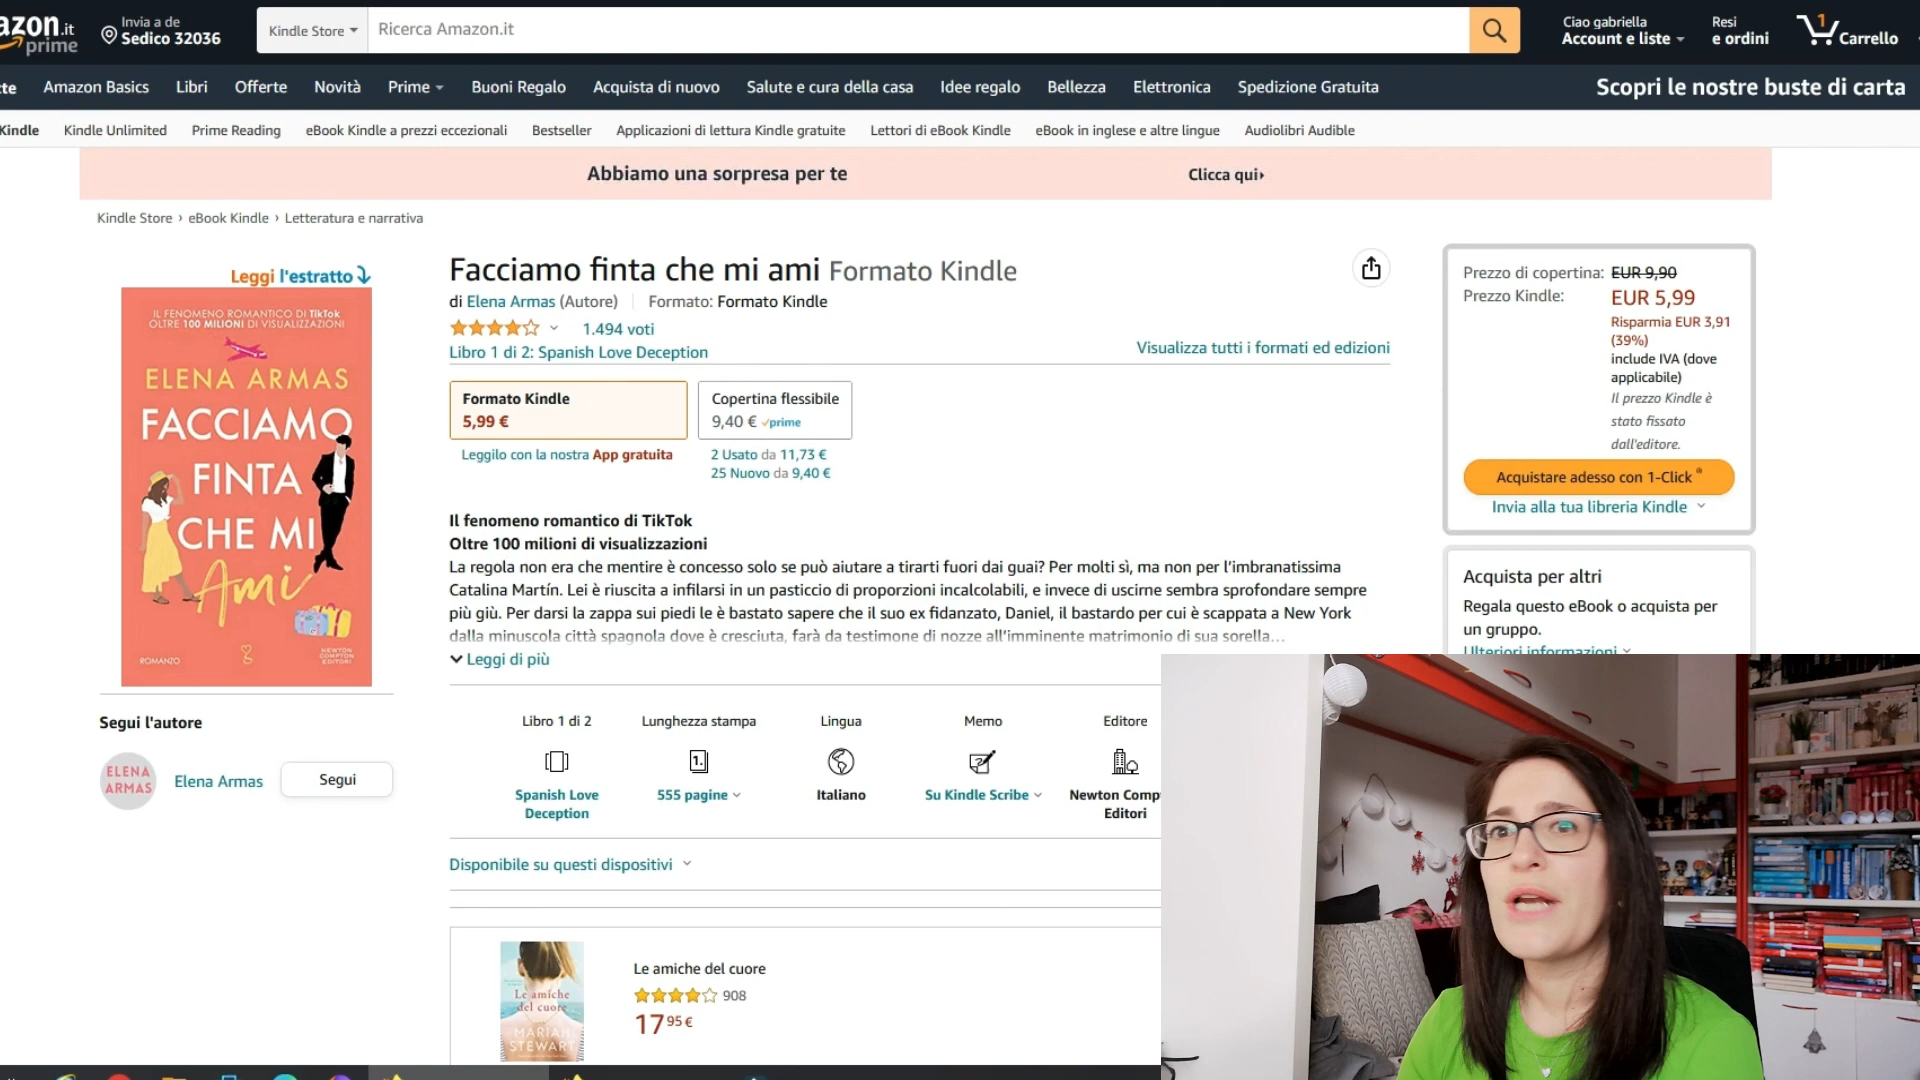 azon.it
prime
Invia a de
Sedico 32036
Kindle Store
Ricerca Amazon.it
Ciao gabriella
Account e liste
Resi
e ordini
1
Carrello
Amazon Basics
Libri
Offerte
Novità
Prime
Buoni Regalo
Acquista di nuovo
Salute e cura della casa
Idee regalo
Bellezza
Elettronica
Spedizione Gratuita
Scopri le nostre buste di carta
Kindle
Kindle Unlimited
Prime Reading
eBook Kindle a prezzi eccezionali
Bestseller
Applicazioni di lettura Kindle gratuite
Lettori di eBook Kindle
eBook in inglese e altre lingue
Audiolibri Audible
Abbiamo una sorpresa per te
Clicca qui
Kindle Store › eBook Kindle › Letteratura e narrativa
Leggi l'estratto
IL FENOMENO ROMANTICO DI TikTok
OLTRE 100 MILIONI DI VISUALIZZAZIONI
ELENA ARMAS
FACCIAMO
FINTA
CHE MI
Ami
ROMANZO
NEWTON
COMPTON
EDITORI
Segui l'autore
ELENA
ARMAS
Elena Armas
Segui
Facciamo finta che mi ami Formato Kindle
di Elena Armas (Autore)
Formato: Formato Kindle
1.494 voti
Libro 1 di 2: Spanish Love Deception
Visualizza tutti i formati ed edizioni
Formato Kindle
5,99 €
Leggilo con la nostra App gratuita
Copertina flessibile
9,40 € prime
2 Usato da 11,73 €
25 Nuovo da 9,40 €
Il fenomeno romantico di TikTok
Oltre 100 milioni di visualizzazioni
La regola non era che mentire è concesso solo se può aiutare a tirarti fuori dai guai? Per molti sì, ma non per l'imbranatissima
Catalina Martín. Lei è riuscita a infilarsi in un pasticcio di proporzioni incalcolabili, e invece di uscirne sembra sprofondare sempre
più giù. Per darsi la zappa sui piedi le è bastato sapere che il suo ex fidanzato, Daniel, il bastardo per cui è scappata a New York
dalla minuscola città spagnola dove è cresciuta, farà da testimone di nozze all'imminente matrimonio di sua sorella…
Leggi di più
Libro 1 di 2
Spanish Love
Deception
Lunghezza stampa
1.
555 pagine
Lingua
Italiano
Memo
Su Kindle Scribe
Editore
Newton Comp
Editori
Disponibile su questi dispositivi
Le amiche
del cuore
MARIAH
STEWART
Le amiche del cuore
908
17 95 €
Prezzo di copertina: EUR 9,90
Prezzo Kindle: EUR 5,99
Risparmia EUR 3,91
(39%)
include IVA (dove
applicabile)
Il prezzo Kindle è
stato fissato
dall'editore.
Acquistare adesso con 1-Click ®
Invia alla tua libreria Kindle
Acquista per altri
Regala questo eBook o acquista per
un gruppo.
Ulteriori informazioni